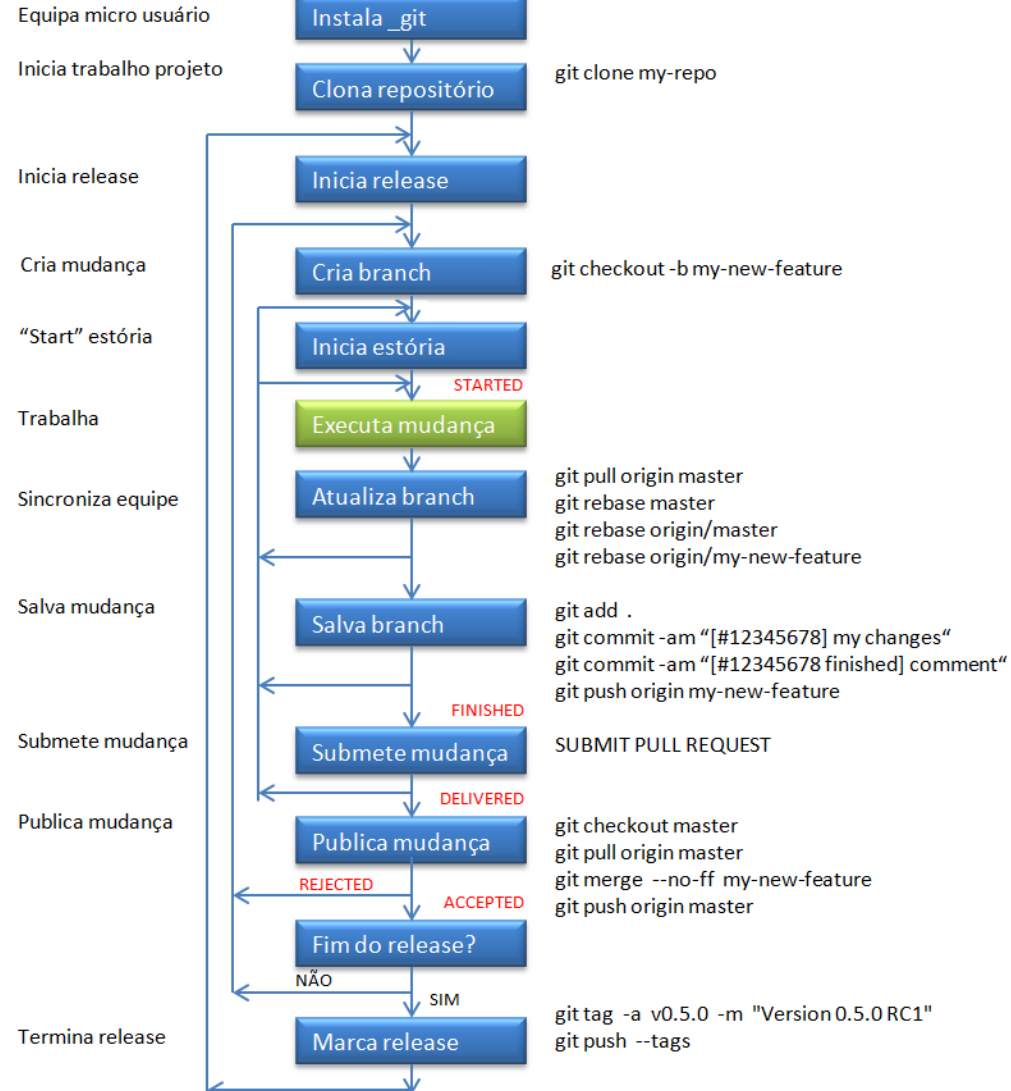 Equipa micro usuário
Instala _git
Inicia trabalho projeto
Clona repositório
git clone my-repo
Inicia release
Inicia release
Cria mudança
Cria branch
git checkout -b my-new-feature
“Start” estória
Inicia estória
STARTED
Trabalha
Executa mudança
Sincroniza equipe
Atualiza branch
git pull origin master
git rebase master
git rebase origin/master
git rebase origin/my-new-feature
Salva mudança
Salva branch
git add .
git commit -am “[#12345678] my changes“
git commit -am “[#12345678 finished] comment“
git push origin my-new-feature
FINISHED
Submete mudança
Submete mudança
SUBMIT PULL REQUEST
DELIVERED
Publica mudança
Publica mudança
git checkout master
git pull origin master
git merge --no-ff my-new-feature
git push origin master
REJECTED
ACCEPTED
Fim do release?
NÃO
SIM
Termina release
Marca release
git tag -a v0.5.0 -m "Version 0.5.0 RC1"
git push --tags